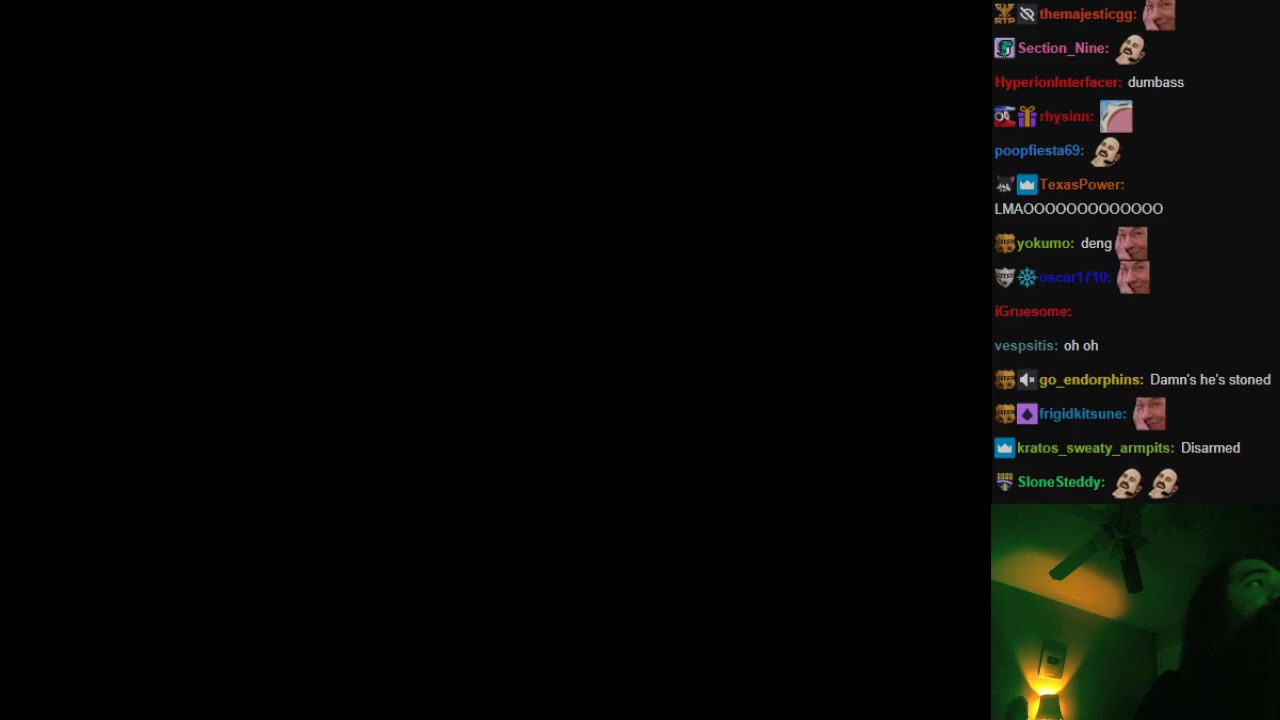 themajesticgg:
Section_Nine:
HyperionInterfacer: dumbass
rhysinn:
poopfiesta69:
TexasPower:
LMAOOOOOOOOOOOOO
yokumo: deng
oscar1710:
iGruesome:
vespsitis: oh oh
go_endorphins: Damn's he's stoned
frigidkitsune:
kratos_sweaty_armpits: Disarmed
SloneSteddy: